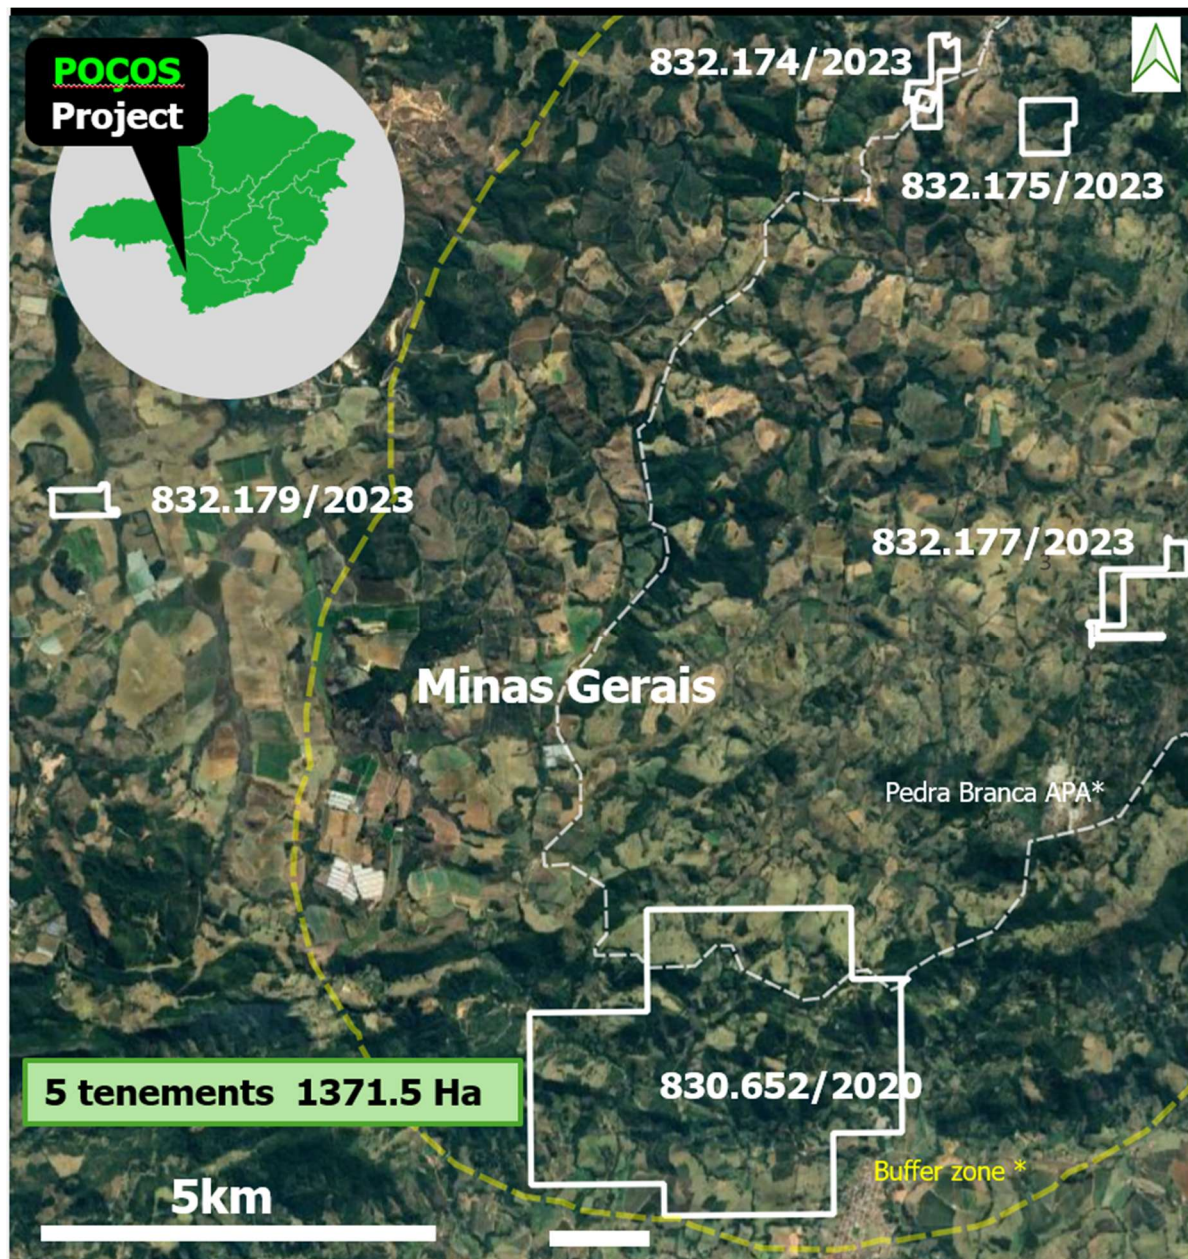 POÇOS
Project
832.174/2023
832.175/2023
832.179/2023
832.177/2023
3
Minas Gerais
Pedra Branca APA*
5 tenements 1371.5 Ha
830.652/2020
Buffer zone *
5km